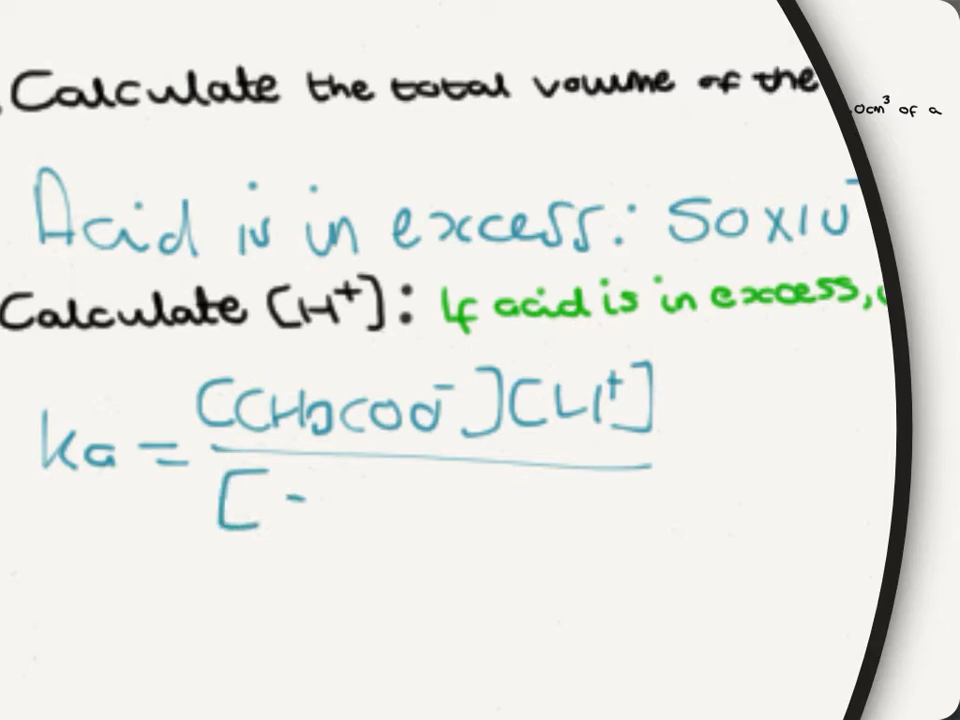 Calculate the total volume of the
.0cm³ of a
Acid is in excess: 50x10⁻
Calculate [H⁺]: If acid is in excess,
ka = [CH3COO⁻][H⁺]
[ -